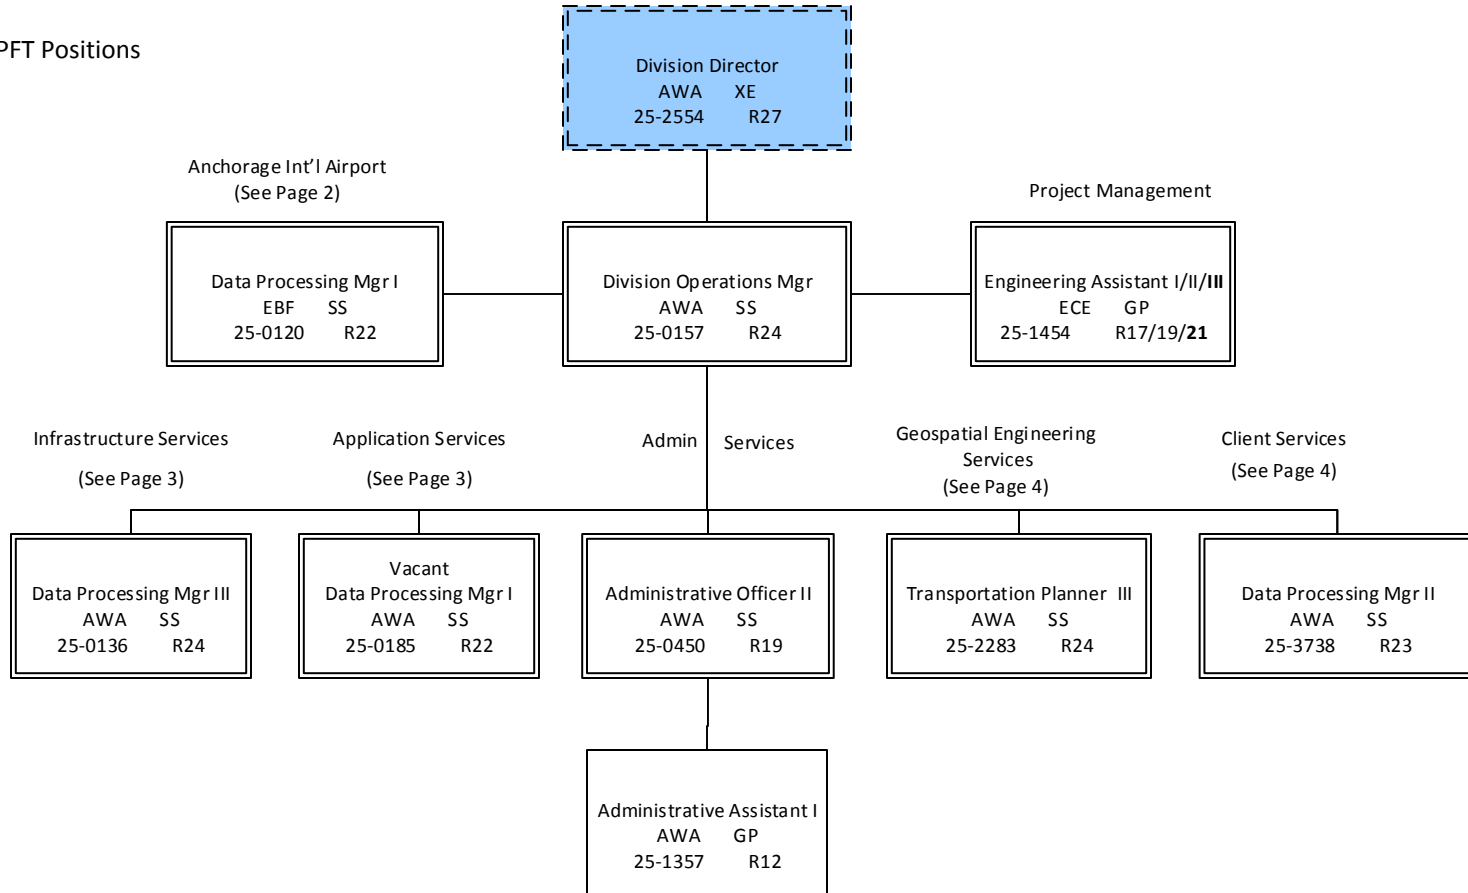 PFT Positions
Division Director
AWA XE
25-2554 R27
Anchorage Int’l Airport
(See Page 2)
Project Management
Data Processing Mgr I
EBF SS
25-0120 R22
Division Operations Mgr
AWA SS
25-0157 R24
Engineering Assistant I/II/III
ECE GP
25-1454 R17/19/21
Infrastructure Services
(See Page 3)
Application Services
(See Page 3)
Admin Services
Geospatial Engineering
Services
(See Page 4)
Client Services
(See Page 4)
Data Processing Mgr III
AWA SS
25-0136 R24
Vacant
Data Processing Mgr I
AWA SS
25-0185 R22
Administrative Officer II
AWA SS
25-0450 R19
Transportation Planner III
AWA SS
25-2283 R24
Data Processing Mgr II
AWA SS
25-3738 R23
Administrative Assistant I
AWA GP
25-1357 R12